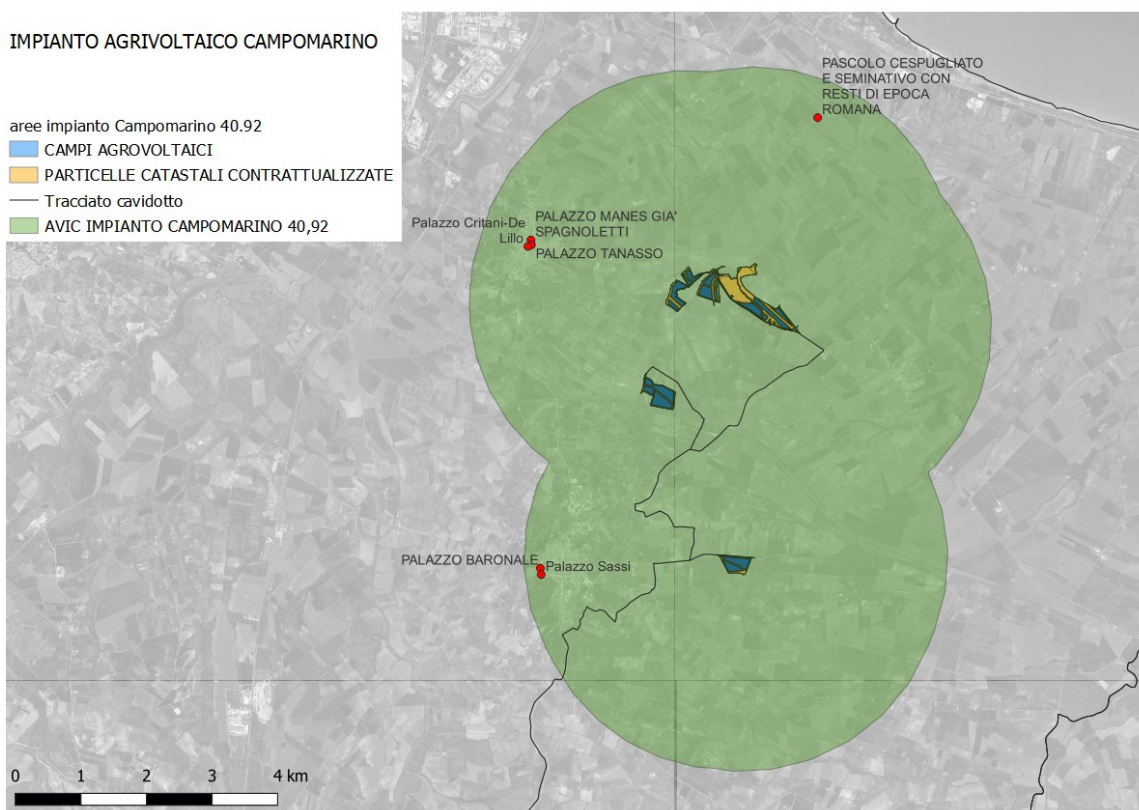 IMPIANTO AGRIVOLTAICO CAMPOMARINO
aree impianto Campomarino 40.92
CAMPI AGROVOLTAICI
PARTICELLE CATASTALI CONTRATTUALIZZATE
Tracciato cavidotto
AVIC IMPIANTO CAMPOMARINO 40,92
PASCOLO CESPUGLIATO
E SEMINATIVO CON
RESTI DI EPOCA
ROMANA
Palazzo Critani-De
Lillo
PALAZZO MANES GIA'
SPAGNOLETTI
PALAZZO TANASSO
PALAZZO BARONALE
Palazzo Sassi
0 1 2 3 4 km